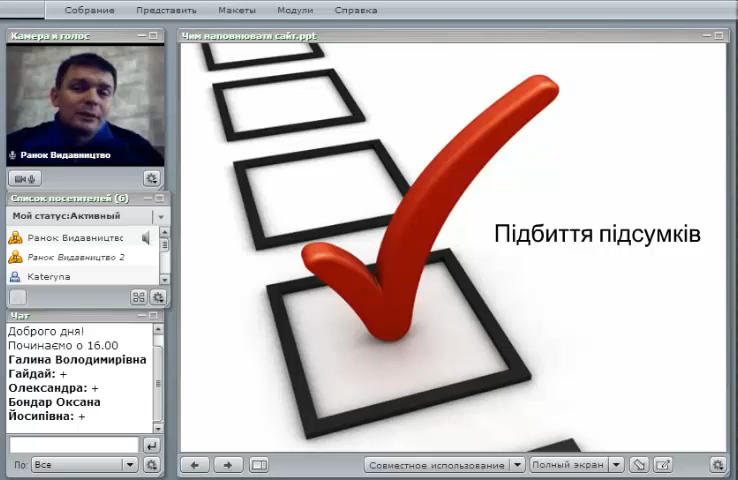 Собрание Представить Макеты Модули Справка
Камера и голос
Ранок Видавництво
Список посетителей (6)
Мой статус:Активный
Ранок Видавництвс
Ранок Видавництво 2
Kateryna
Чат
Доброго дня!
Починаємо о 16.00
Галина Володимирівна
Гайдай: +
Олександра: +
Бондар Оксана
Йосипівна: +
По: Все
Чим наповнювати сайт.ppt
Підбиття підсумків
Совместное использование
Полный экран